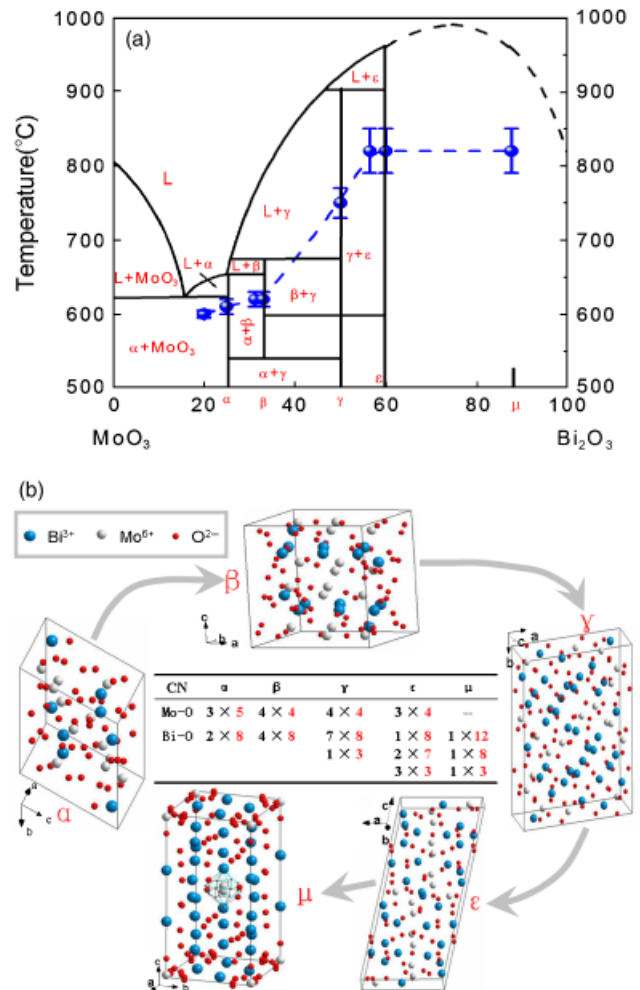 (a)
1000 1000
900 900
800 800
700 700
600 600
500 500
Temperature(°C)
L+ε
L
L+γ
L+α
L+β
γ+ε
L+MoO₃
β+γ
α+β
α+MoO₃
α+γ
ε
0 20 α β 40 γ 60 80 μ 100
MoO₃ Bi₂O₃
(b)
Bi³⁺ Mo⁶⁺ O²⁻
β
c
b a
γ
a
b c
CN α β γ ε μ
Mo-O 3 × 5 4 × 4 4 × 4 3 × 4 --
Bi-O 2 × 8 4 × 8 7 × 8 1 × 8 1 × 12
1 × 3 2 × 7 1 × 8
3 × 3 1 × 3
a
c
b
α
c
a
b
ε
μ
c
a b